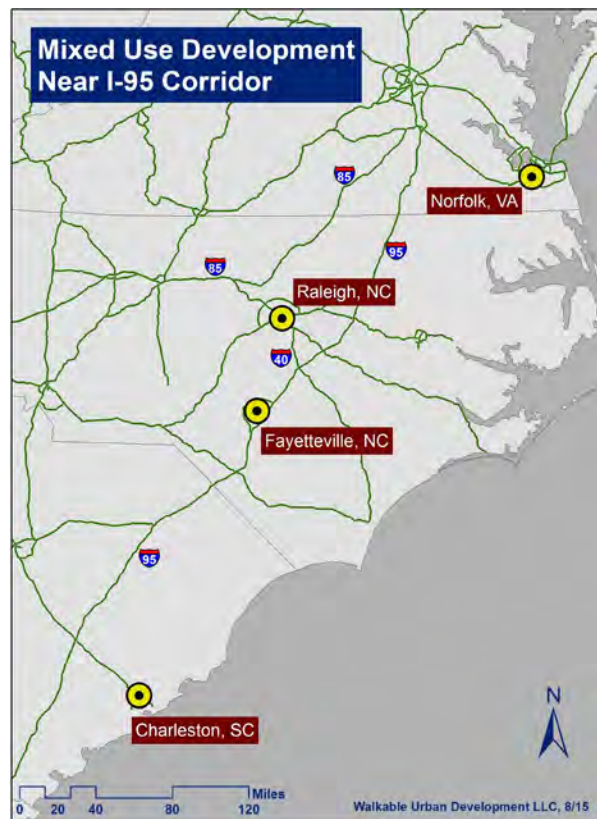 Mixed Use Development
Near I-95 Corridor
85
Norfolk, VA
95
85
Raleigh, NC
40
Fayetteville, NC
95
Charleston, SC
N
Miles
0 20 40 80 120
Walkable Urban Development LLC, 8/15